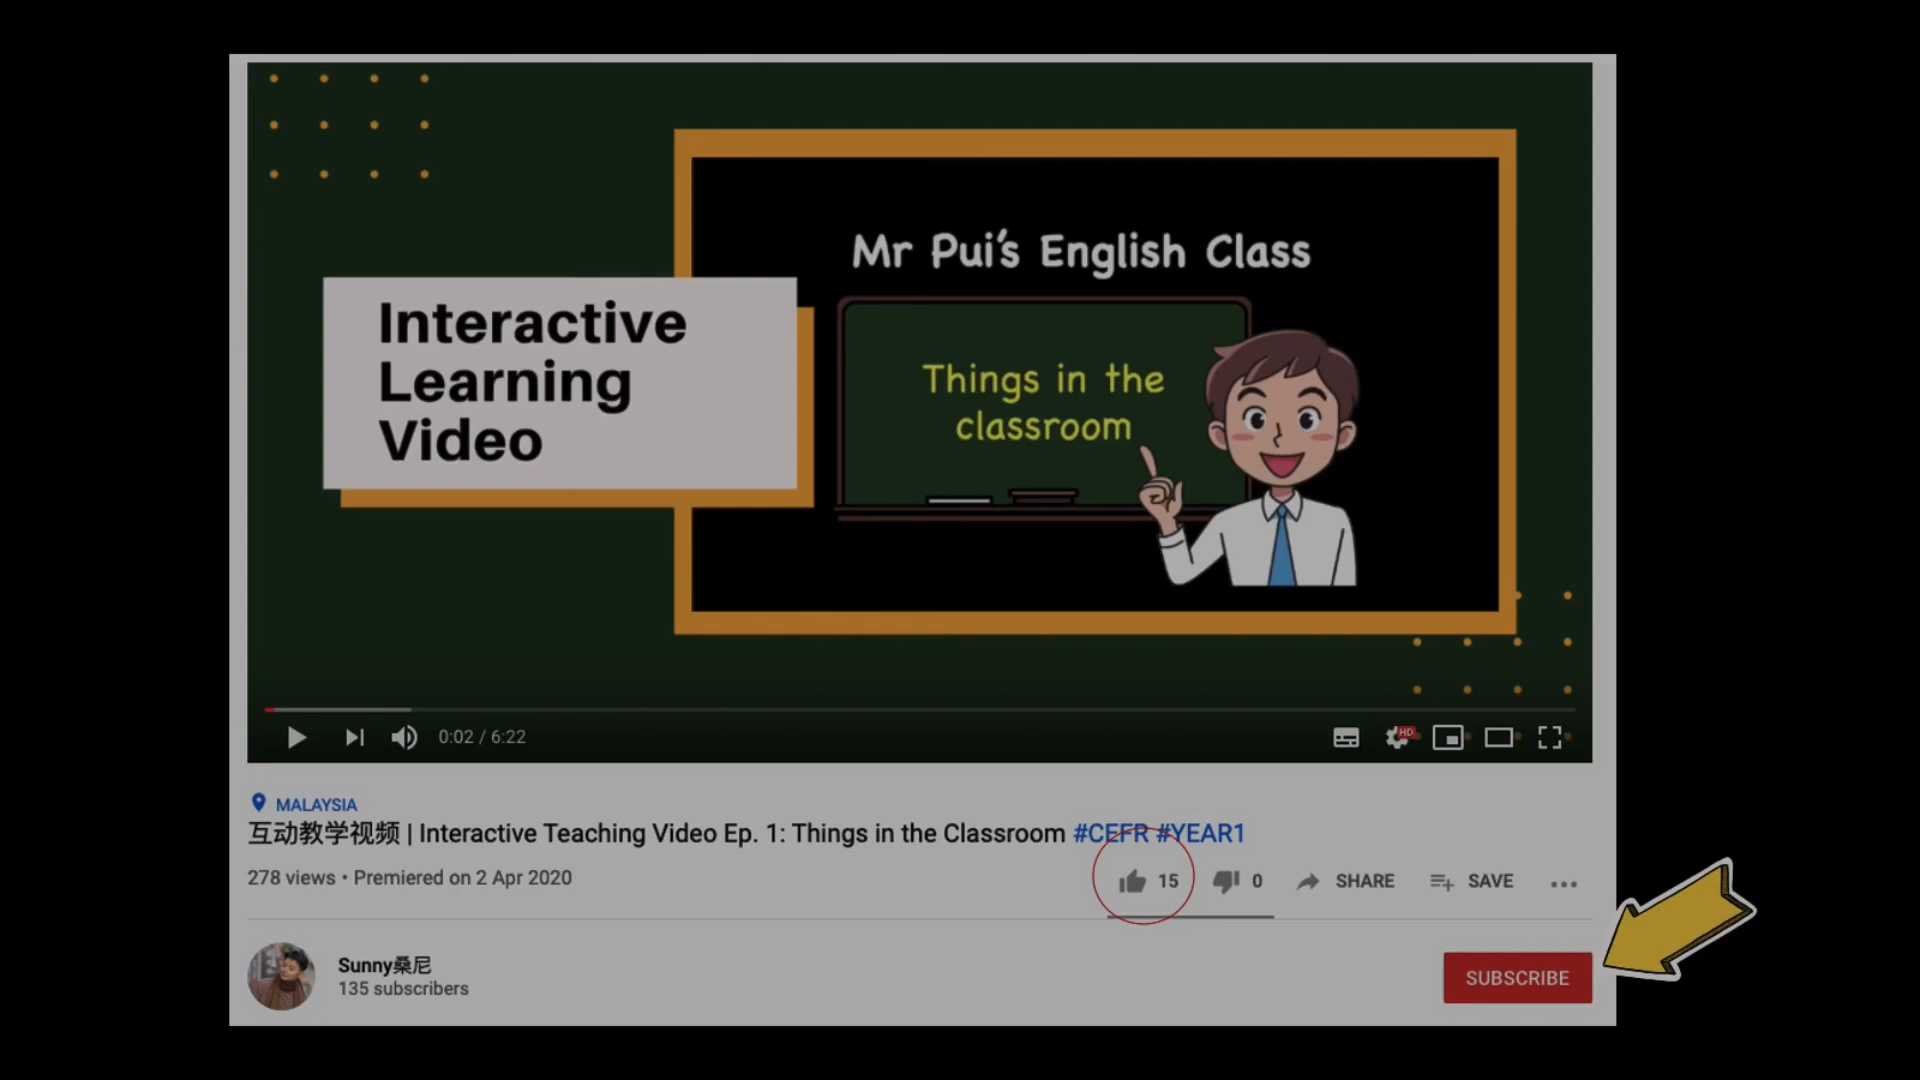 Mr Pui's English Class
Interactive
Learning
Video
Things in the
classroom
0:02 / 6:22
HD
MALAYSIA
互动教学视频 | Interactive Teaching Video Ep. 1: Things in the Classroom #CEFR #YEAR1
278 views • Premiered on 2 Apr 2020
15
0
SHARE
SAVE
Sunny桑尼
135 subscribers
SUBSCRIBE